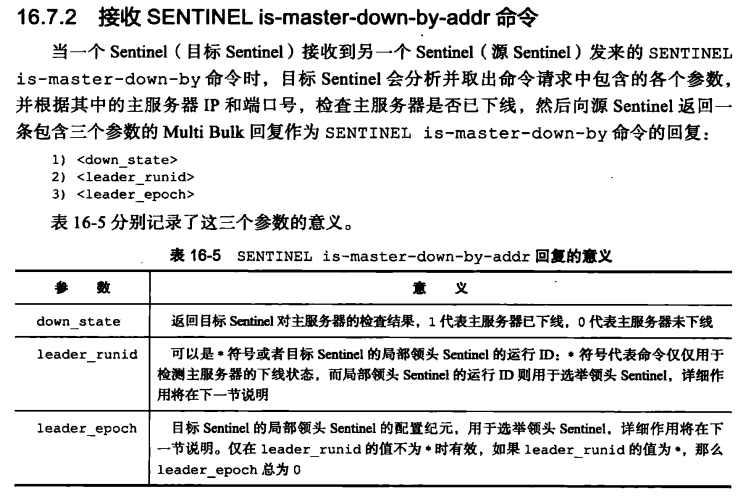 16.7.2 接收 SENTINEL is-master-down-by-addr 命令
当一个 Sentinel（目标 Sentinel）接收到另一个 Sentinel（源 Sentinel）发来的 SENTINEL
is-master-down-by 命令时，目标 Sentinel 会分析并取出命令请求中包含的各个参数，
并根据其中的主服务器 IP 和端口号，检查主服务器是否已下线，然后向源 Sentinel 返回一
条包含三个参数的 Multi Bulk 回复作为 SENTINEL is-master-down-by 命令的回复：
1) <down_state>
2) <leader_runid>
3) <leader_epoch>
表 16-5 分别记录了这三个参数的意义。
表 16-5 SENTINEL is-master-down-by-addr 回复的意义
参 数 意 义
down_state 返回目标 Sentinel 对主服务器的检查结果，1 代表主服务器已下线，0 代表主服务器未下线
leader_runid 可以是 * 符号或者目标 Sentinel 的局部领头 Sentinel 的运行 ID：* 符号代表命令仅仅用于
检测主服务器的下线状态，而局部领头 Sentinel 的运行 ID 则用于选举领头 Sentinel，详细作
用将在下一节说明
leader_epoch 目标 Sentinel 的局部领头 Sentinel 的配置纪元，用于选举领头 Sentinel，详细作用将在下
一节说明。仅在 leader_runid 的值不为 * 时有效，如果 leader_runid 的值为 *，那么
leader_epoch 总为 0